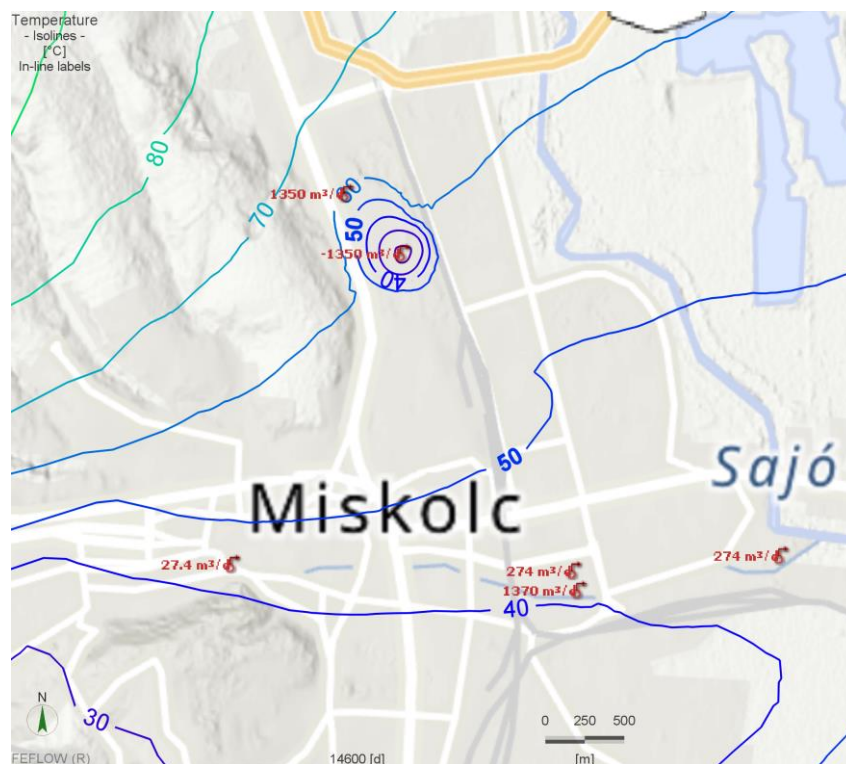 Temperature
- Isolines -
[°C]
In-line labels
80
70
60
1350 m³/
50
-1350 m³/
40
50
Sajó
Miskolc
27.4 m³/
274 m³/
274 m³/
1370 m³/
40
30
N
0 250 500
[m]
FEFLOW (R)
14600 [d]